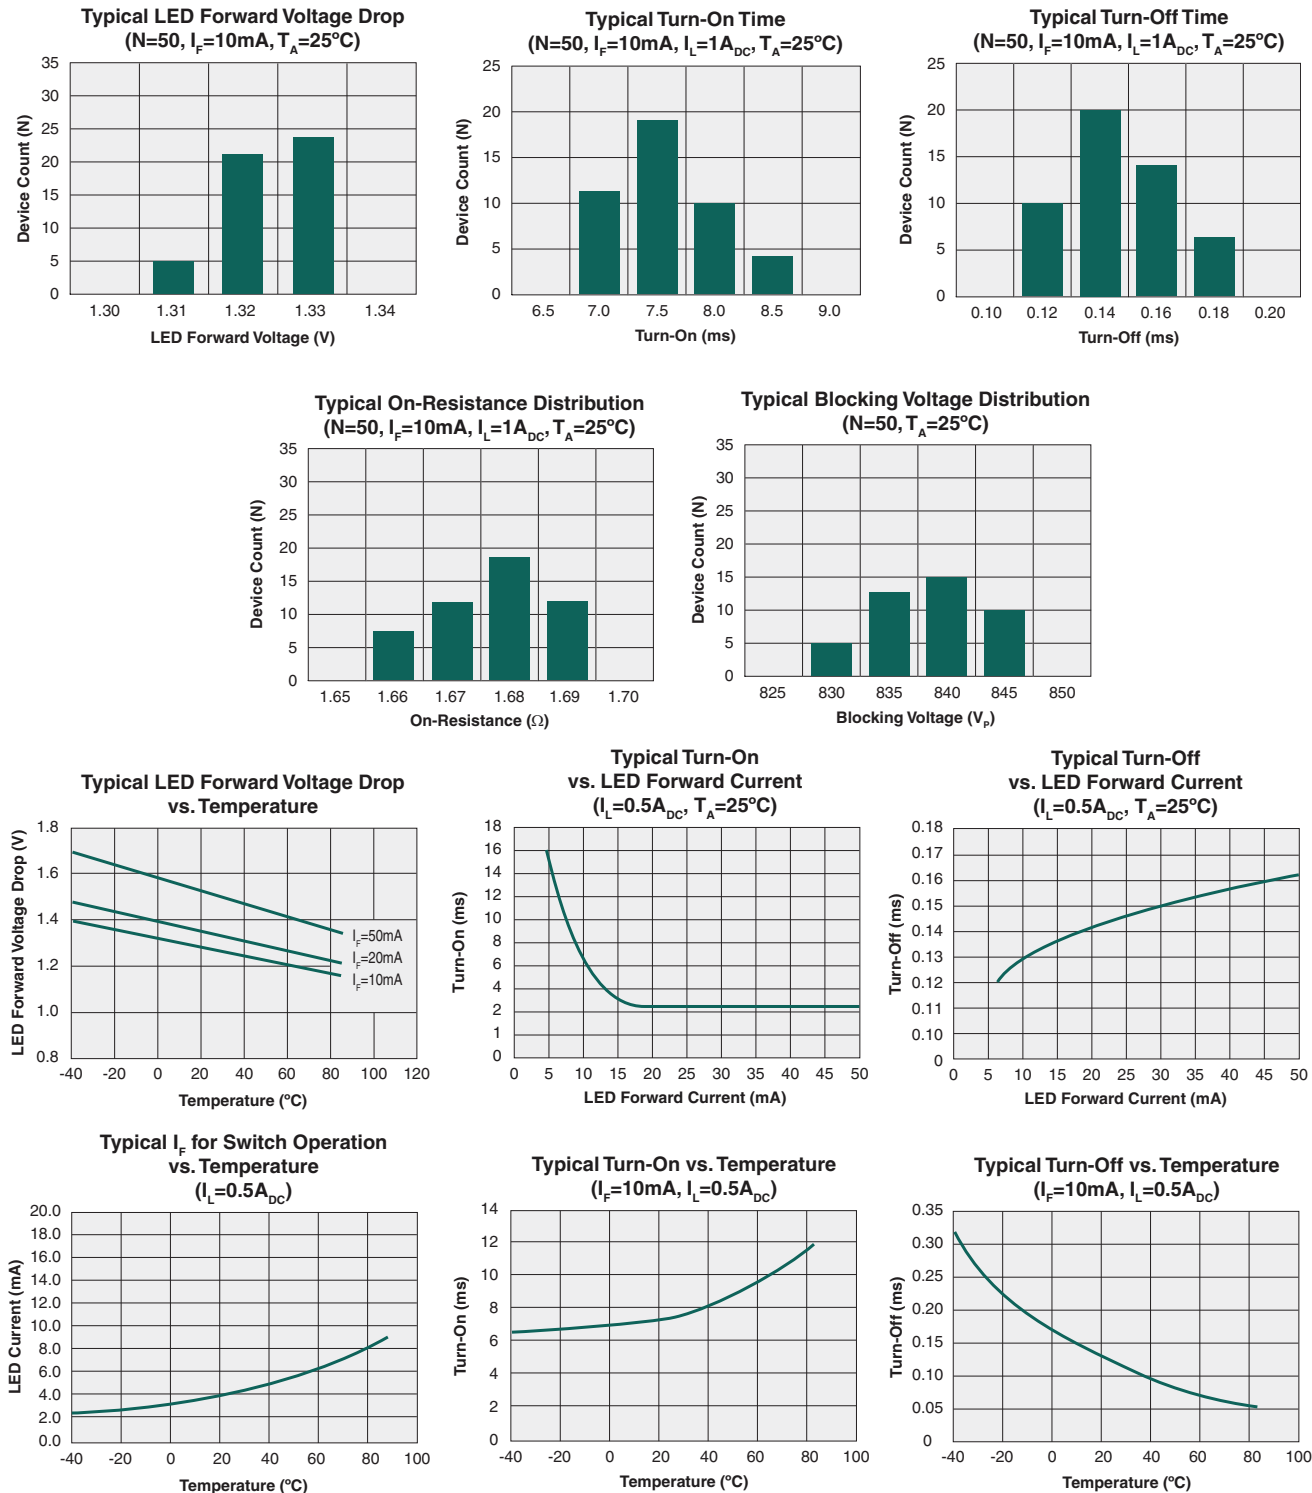 Typical LED Forward Voltage Drop
(N=50, IF=10mA, TA=25ºC)
Device Count (N)
35
30
25
20
15
10
5
0
1.30 1.31 1.32 1.33 1.34
LED Forward Voltage (V)
Typical Turn-On Time
(N=50, IF=10mA, IL=1ADC, TA=25ºC)
Device Count (N)
25
20
15
10
5
0
6.5 7.0 7.5 8.0 8.5 9.0
Turn-On (ms)
Typical Turn-Off Time
(N=50, IF=10mA, IL=1ADC, TA=25ºC)
Device Count (N)
25
20
15
10
5
0
0.10 0.12 0.14 0.16 0.18 0.20
Turn-Off (ms)
Typical On-Resistance Distribution
(N=50, IF=10mA, IL=1ADC, TA=25ºC)
Device Count (N)
35
30
25
20
15
10
5
0
1.65 1.66 1.67 1.68 1.69 1.70
On-Resistance (Ω)
Typical Blocking Voltage Distribution
(N=50, TA=25ºC)
Device Count (N)
35
30
25
20
15
10
5
0
825 830 835 840 845 850
Blocking Voltage (VP)
Typical LED Forward Voltage Drop
vs. Temperature
LED Forward Voltage Drop (V)
1.8
1.6
1.4
1.2
1.0
0.8
IF=50mA
IF=20mA
IF=10mA
-40 -20 0 20 40 60 80 100 120
Temperature (ºC)
Typical Turn-On
vs. LED Forward Current
(IL=0.5ADC, TA=25ºC)
Turn-On (ms)
18
16
14
12
10
8
6
4
2
1
0
0 5 10 15 20 25 30 35 40 45 50
LED Forward Current (mA)
Typical Turn-Off
vs. LED Forward Current
(IL=0.5ADC, TA=25ºC)
Turn-Off (ms)
0.18
0.17
0.16
0.15
0.14
0.13
0.12
0.10
0
0 5 10 15 20 25 30 35 40 45 50
LED Forward Current (mA)
Typical IF for Switch Operation
vs. Temperature
(IL=0.5ADC)
LED Current (mA)
20.0
18.0
16.0
14.0
12.0
10.0
8.0
6.0
4.0
2.0
0.0
-40 -20 0 20 40 60 80 100
Temperature (ºC)
Typical Turn-On vs. Temperature
(IF=10mA, IL=0.5ADC)
Turn-On (ms)
14
12
10
8
6
4
2
0
-40 -20 0 20 40 60 80 100
Temperature (ºC)
Typical Turn-Off vs. Temperature
(IF=10mA, IL=0.5ADC)
Turn-Off (ms)
0.35
0.30
0.25
0.20
0.15
0.10
0.05
0
-40 -20 0 20 40 60 80 100
Temperature (ºC)